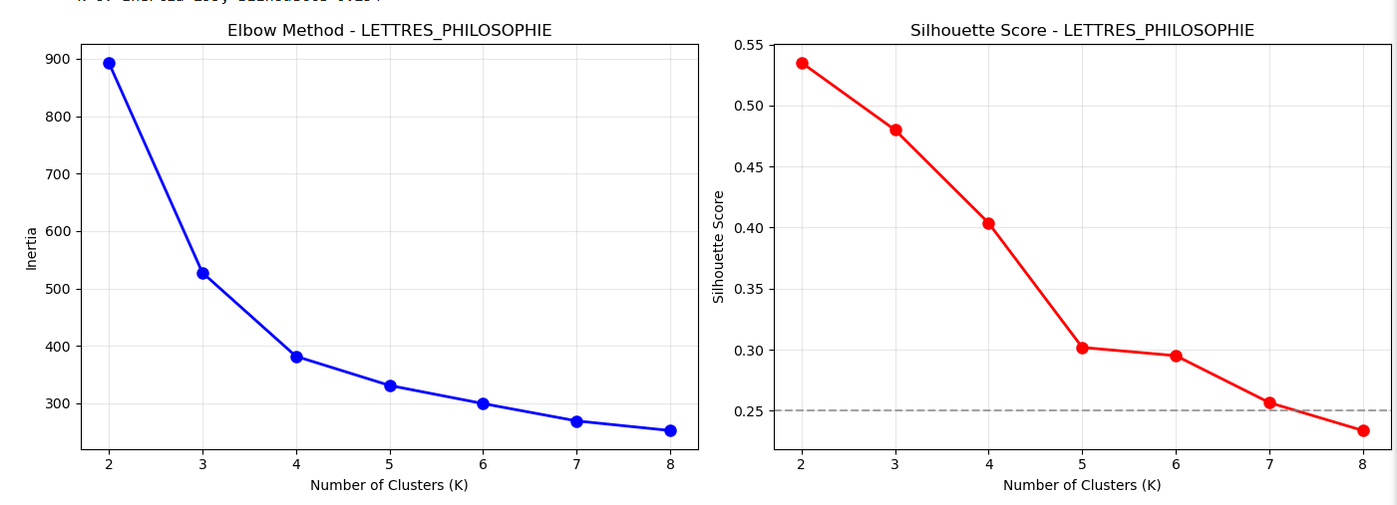 Elbow Method - LETTRES_PHILOSOPHIE
900
800
700
600
500
400
300
Inertia
2 3 4 5 6 7 8
Number of Clusters (K)
Silhouette Score - LETTRES_PHILOSOPHIE
0.55
0.50
0.45
0.40
0.35
0.30
0.25
Silhouette Score
2 3 4 5 6 7 8
Number of Clusters (K)